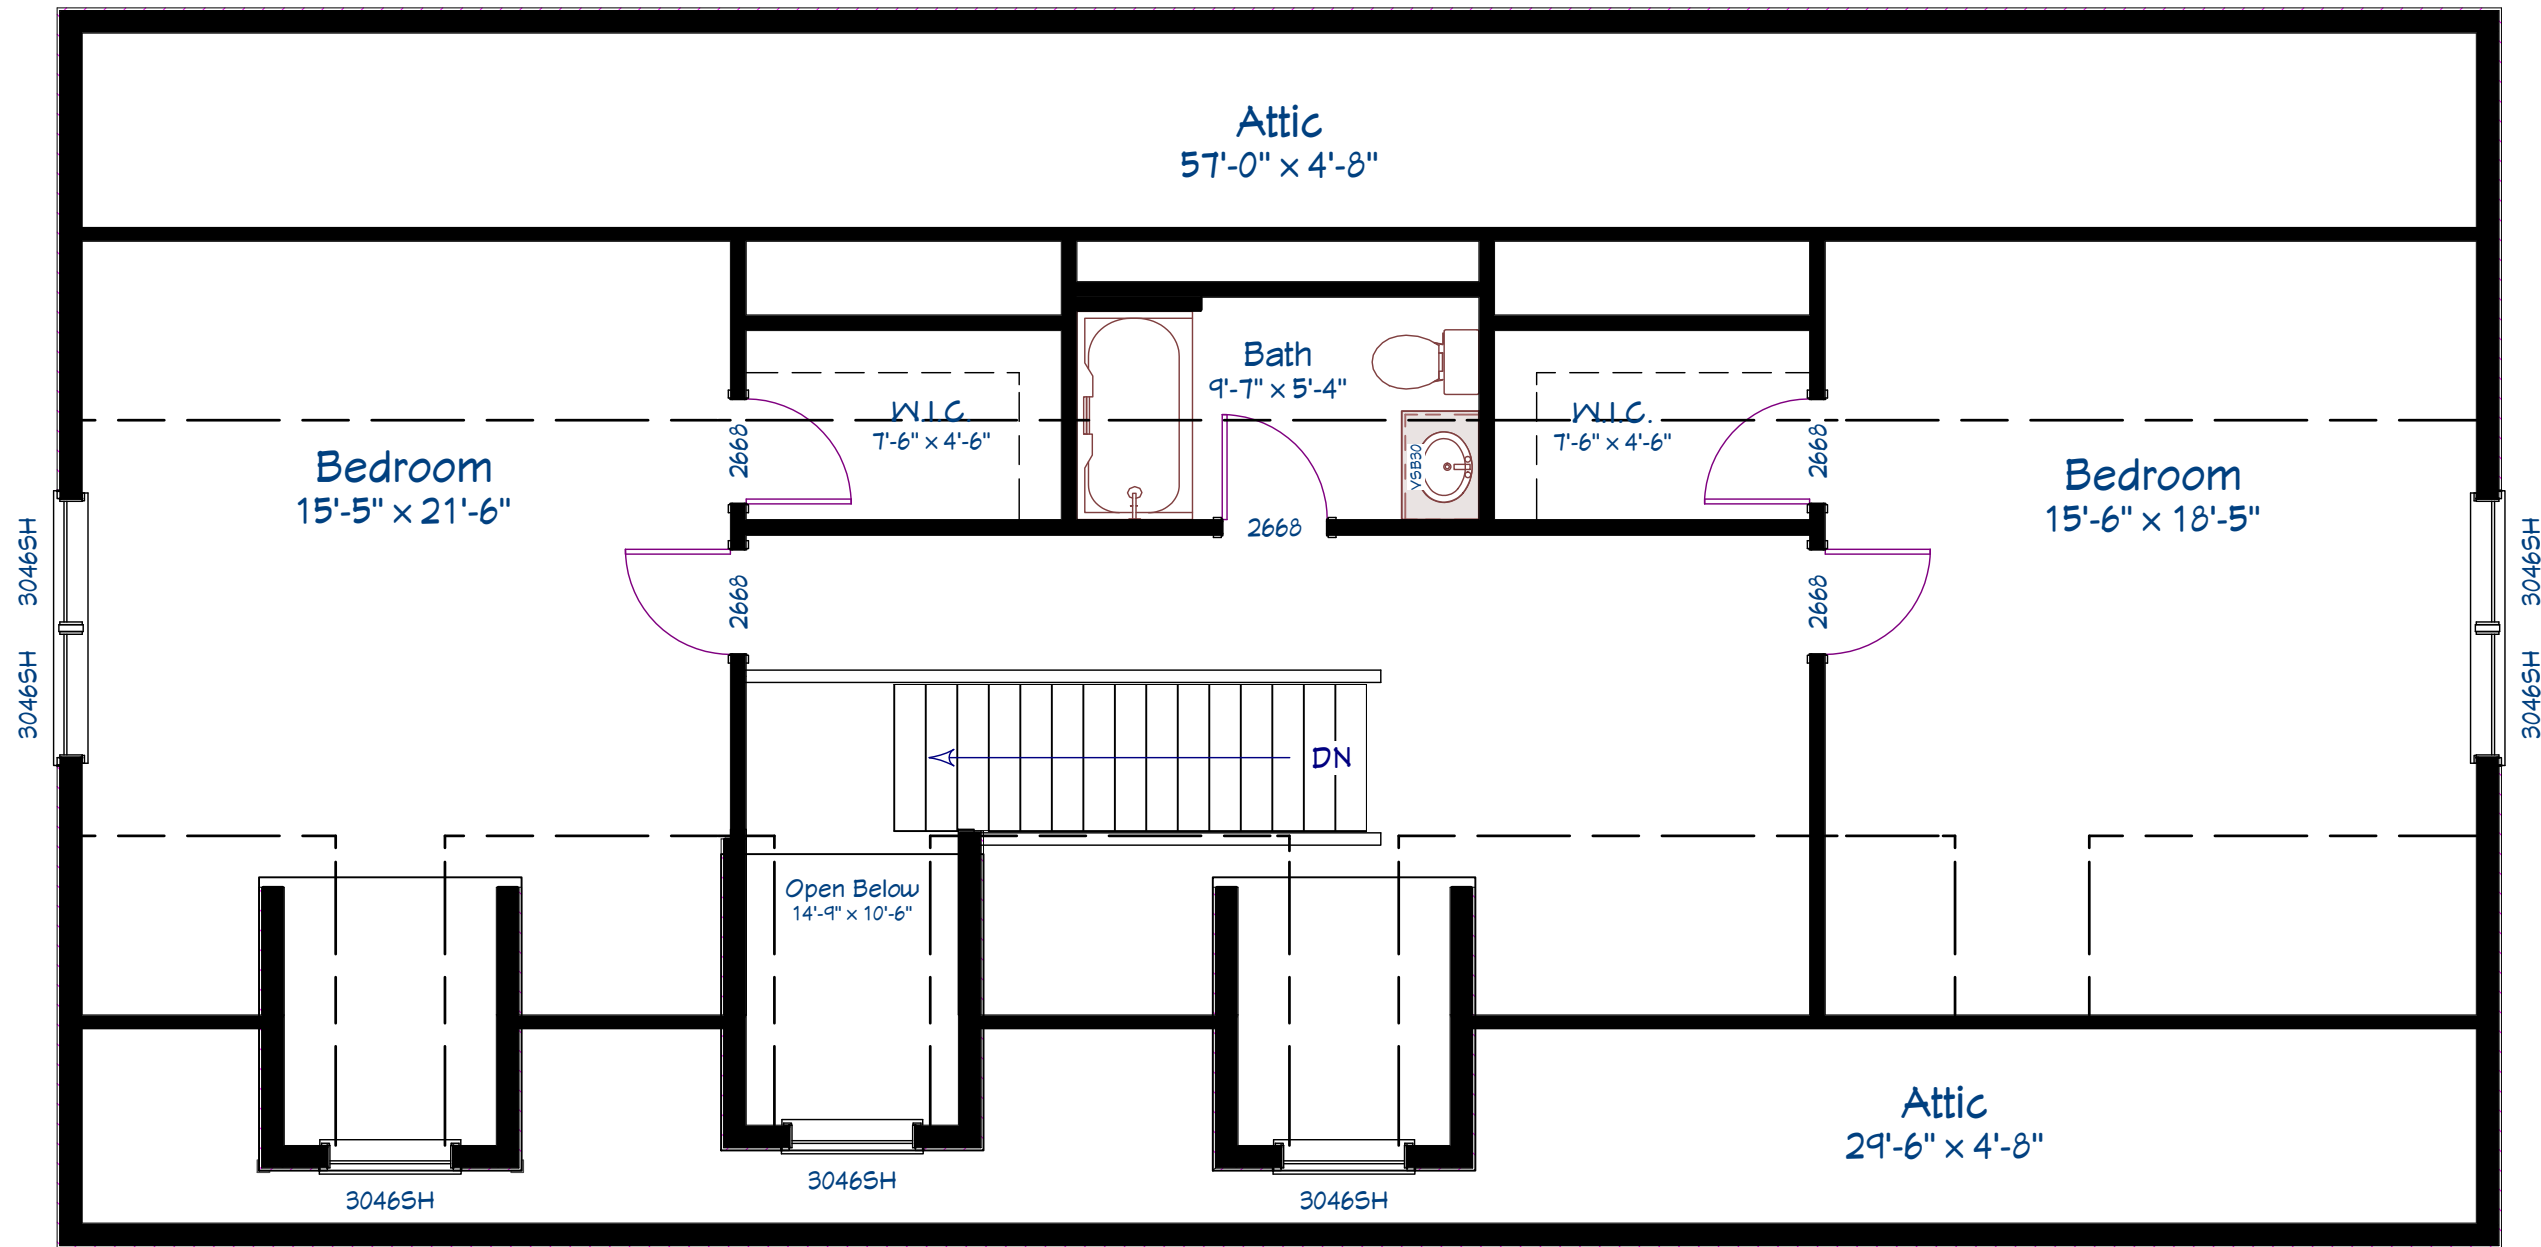 Attic
57'-0" x 4'-8"
Bath
9'-7" x 5'-4"
W.I.C.
7'-6" x 4'-6"
W.I.C.
7'-6" x 4'-6"
2668
2668
VSB30
Bedroom
15'-5" x 21'-6"
Bedroom
15'-6" x 18'-5"
2668
3046SH
3046SH
2668
2668
3046SH
3046SH
DN
Open Below
14'-9" x 10'-6"
Attic
29'-6" x 4'-8"
3046SH
3046SH
3046SH